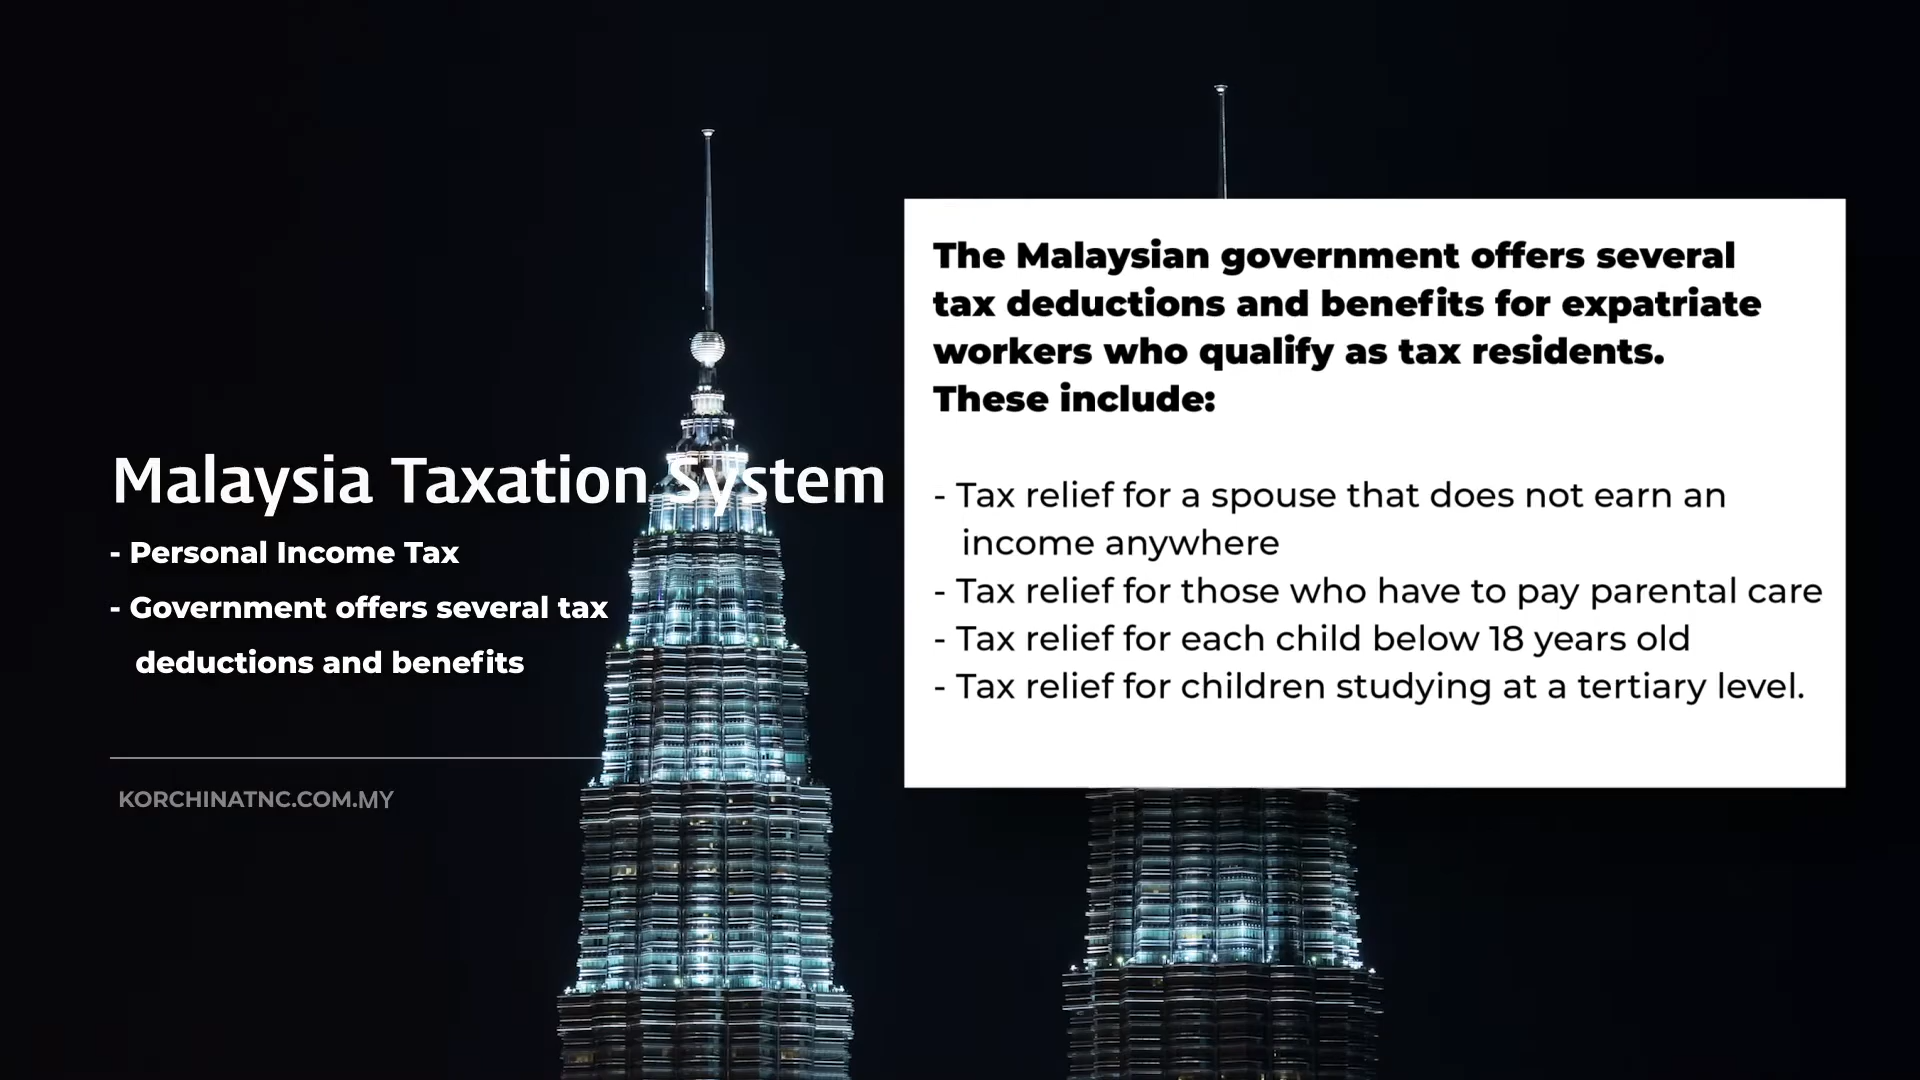 Malaysia Taxation System
- Personal Income Tax
- Government offers several tax
deductions and benefits
KORCHINATNC.COM.MY
The Malaysian government offers several
tax deductions and benefits for expatriate
workers who qualify as tax residents.
These include:
- Tax relief for a spouse that does not earn an
income anywhere
- Tax relief for those who have to pay parental care
- Tax relief for each child below 18 years old
- Tax relief for children studying at a tertiary level.